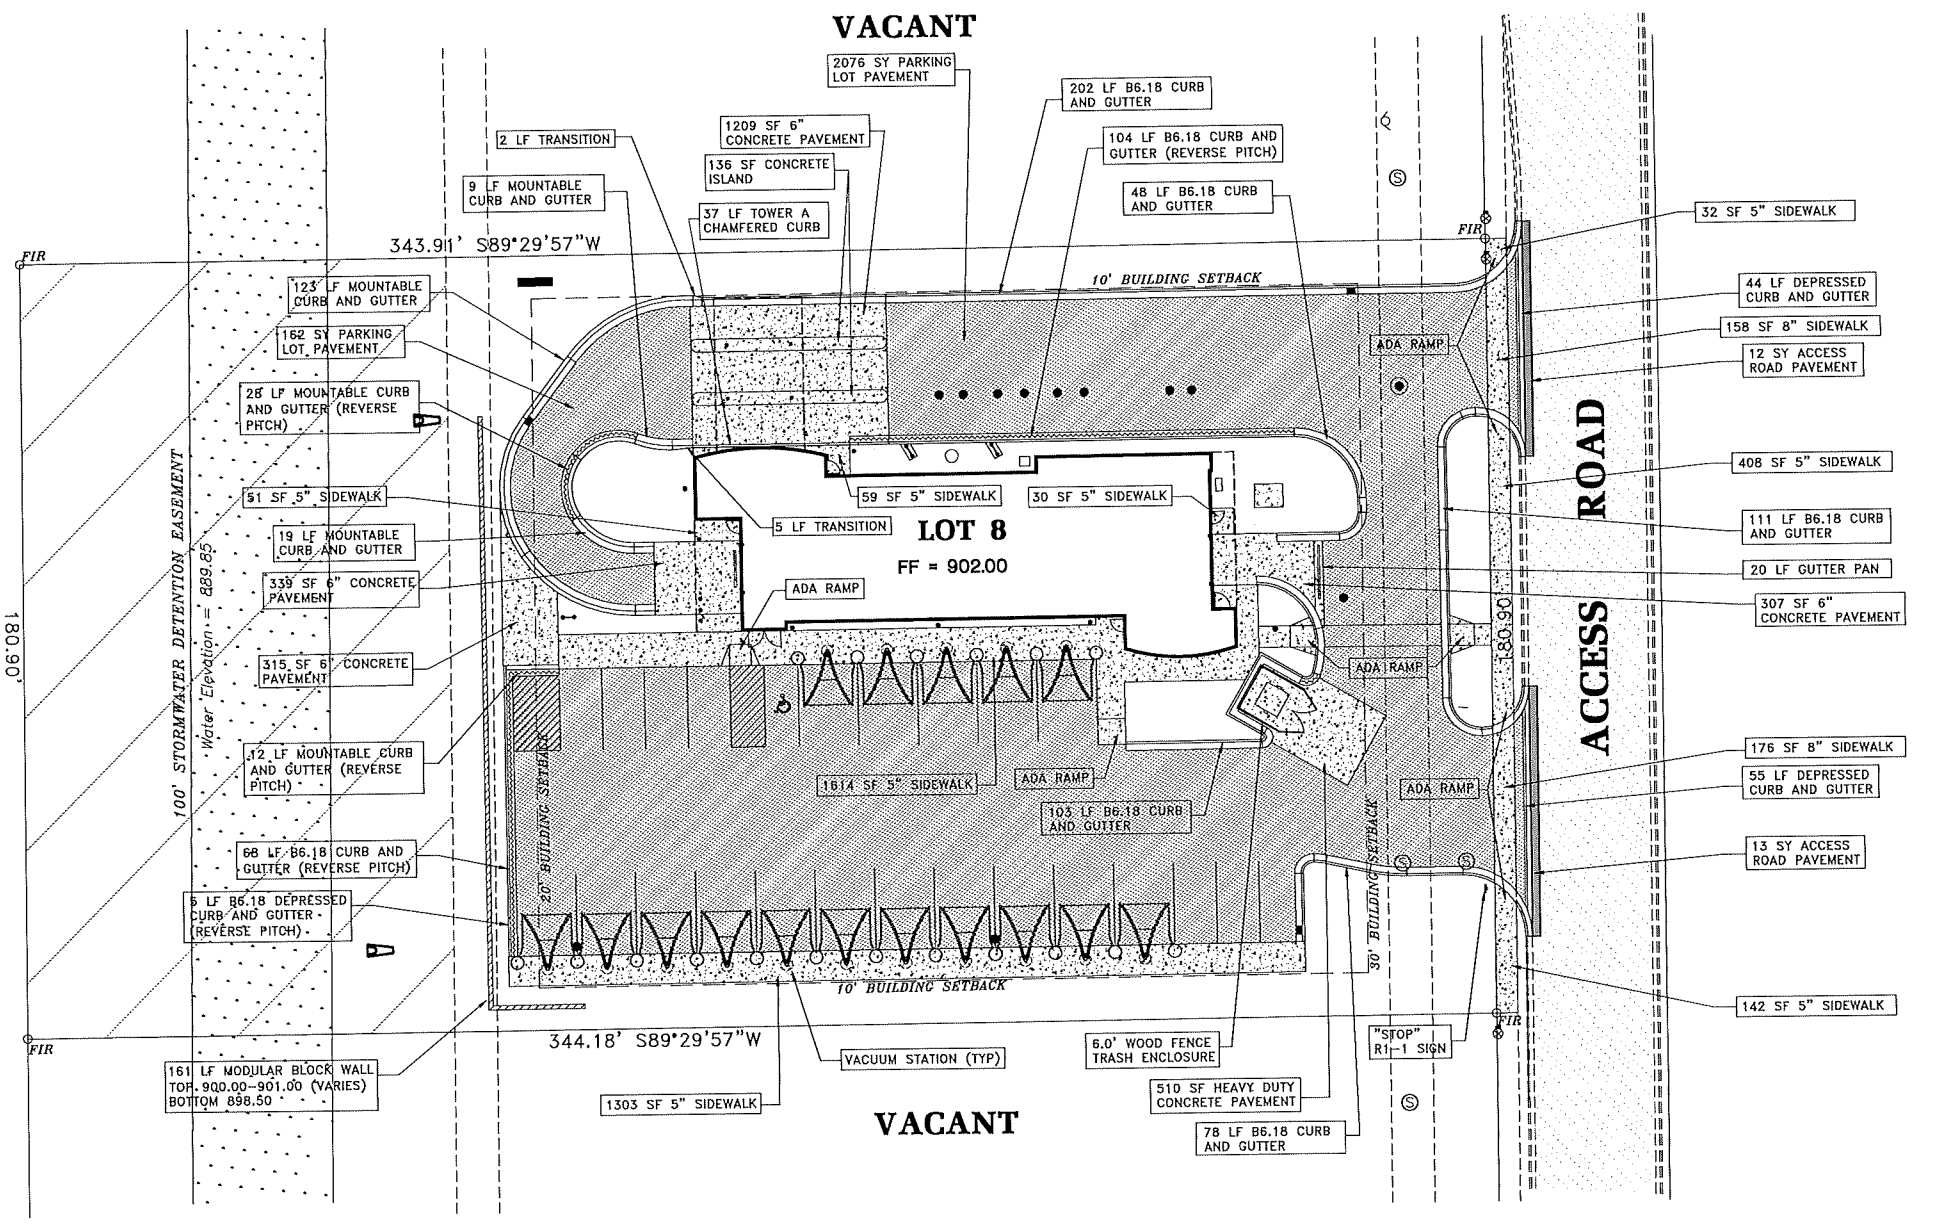 VACANT
2076 SY PARKING
LOT PAVEMENT
202 LF B6.18 CURB
AND GUTTER
2 LF TRANSITION
1209 SF 6"
CONCRETE PAVEMENT
104 LF B6.18 CURB AND
GUTTER (REVERSE PITCH)
136 SF CONCRETE
ISLAND
9 LF MOUNTABLE
CURB AND GUTTER
48 LF B6.18 CURB
AND GUTTER
37 LF TOWER A
CHAMFERED CURB
32 SF 5" SIDEWALK
343.91' S89°29'57"W
FIR
FIR
10' BUILDING SETBACK
123 LF MOUNTABLE
CURB AND GUTTER
44 LF DEPRESSED
CURB AND GUTTER
162 SY PARKING
LOT PAVEMENT
158 SF 8" SIDEWALK
ADA RAMP
12 SY ACCESS
ROAD PAVEMENT
28 LF MOUNTABLE CURB
AND GUTTER (REVERSE
PITCH)
408 SF 5" SIDEWALK
51 SF 5" SIDEWALK
59 SF 5" SIDEWALK
30 SF 5" SIDEWALK
5 LF TRANSITION
LOT 8
FF = 902.00
111 LF B6.18 CURB
AND GUTTER
19 LF MOUNTABLE
CURB AND GUTTER
20 LF GUTTER PAN
339 SF 6" CONCRETE
PAVEMENT
ADA RAMP
307 SF 6"
CONCRETE PAVEMENT
100' STORMWATER DETENTION EASEMENT
Water Elevation = 889.85
180.90'
180.90
ACCESS ROAD
315 SF 6" CONCRETE
PAVEMENT
ADA RAMP
12 LF MOUNTABLE CURB
AND GUTTER (REVERSE
PITCH)
176 SF 8" SIDEWALK
1614 SF 5" SIDEWALK
ADA RAMP
ADA RAMP
55 LF DEPRESSED
CURB AND GUTTER
103 LF B6.18 CURB
AND GUTTER
20' BUILDING SETBACK
30' BUILDING SETBACK
68 LF B6.18 CURB AND
GUTTER (REVERSE PITCH)
13 SY ACCESS
ROAD PAVEMENT
LF B6.18 DEPRESSED
CURB AND GUTTER
(REVERSE PITCH)
10' BUILDING SETBACK
142 SF 5" SIDEWALK
FIR
FIR
344.18' S89°29'57"W
VACUUM STATION (TYP)
6.0' WOOD FENCE
TRASH ENCLOSURE
"STOP"
R1-1 SIGN
161 LF MODULAR BLOCK WALL
TOP 900.00-901.00 (VARIES)
BOTTOM 898.50
1303 SF 5" SIDEWALK
510 SF HEAVY DUTY
CONCRETE PAVEMENT
VACANT
78 LF B6.18 CURB
AND GUTTER
S
S
S
S